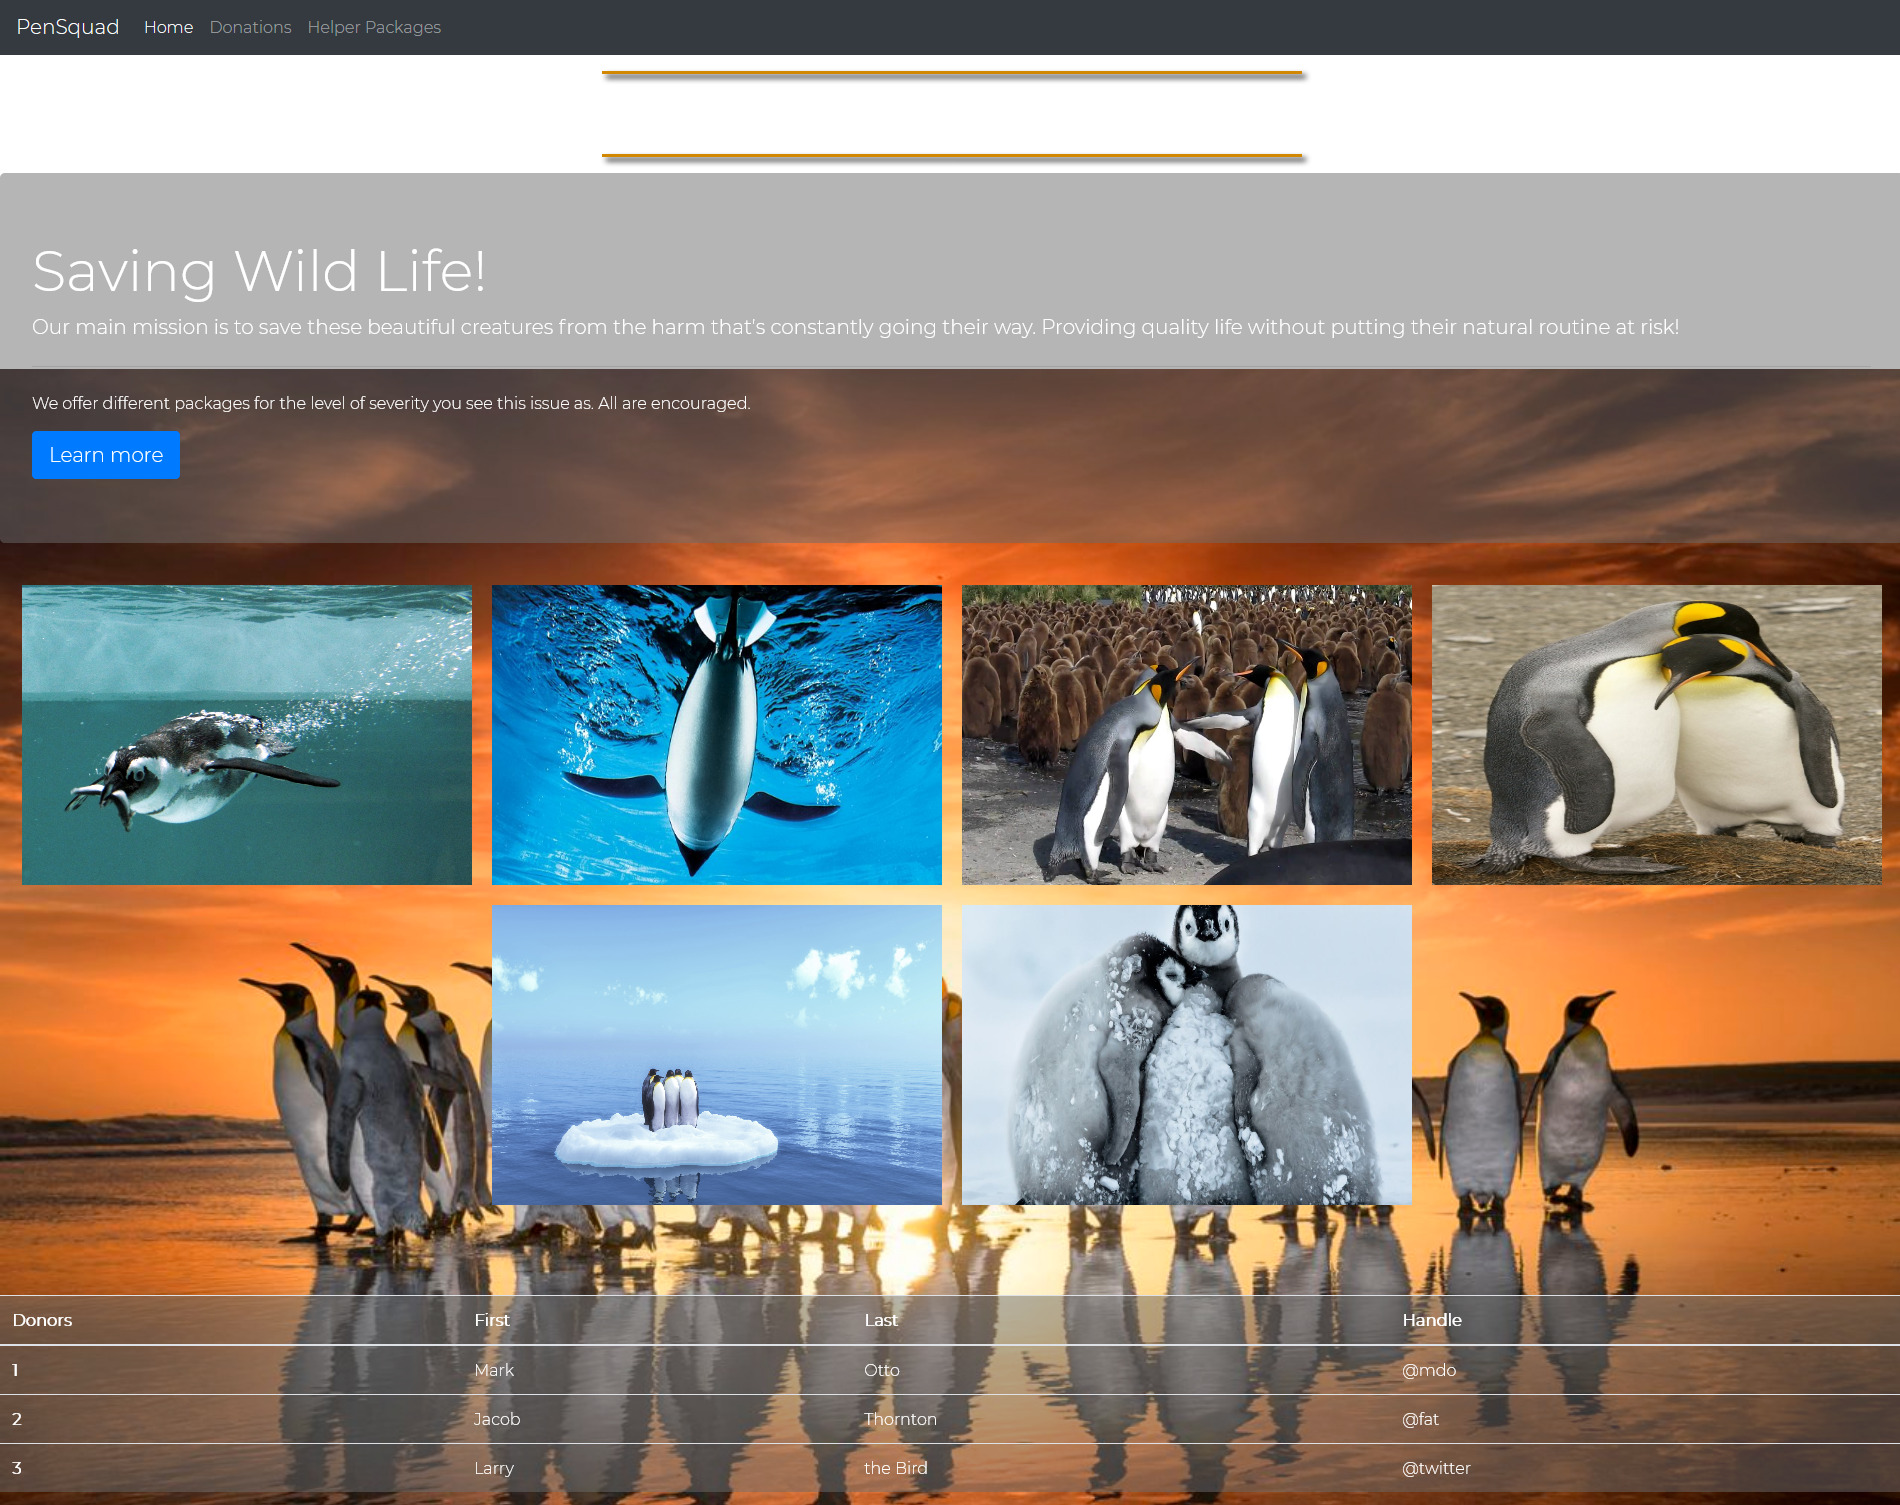 PenSquad Home Donations Helper Packages
Saving Wild Life!
Our main mission is to save these beautiful creatures from the harm that's constantly going their way. Providing quality life without putting their natural routine at risk!
We offer different packages for the level of severity you see this issue as. All are encouraged.
Learn more
Donors First Last Handle
1 Mark Otto @mdo
2 Jacob Thornton @fat
3 Larry the Bird @twitter